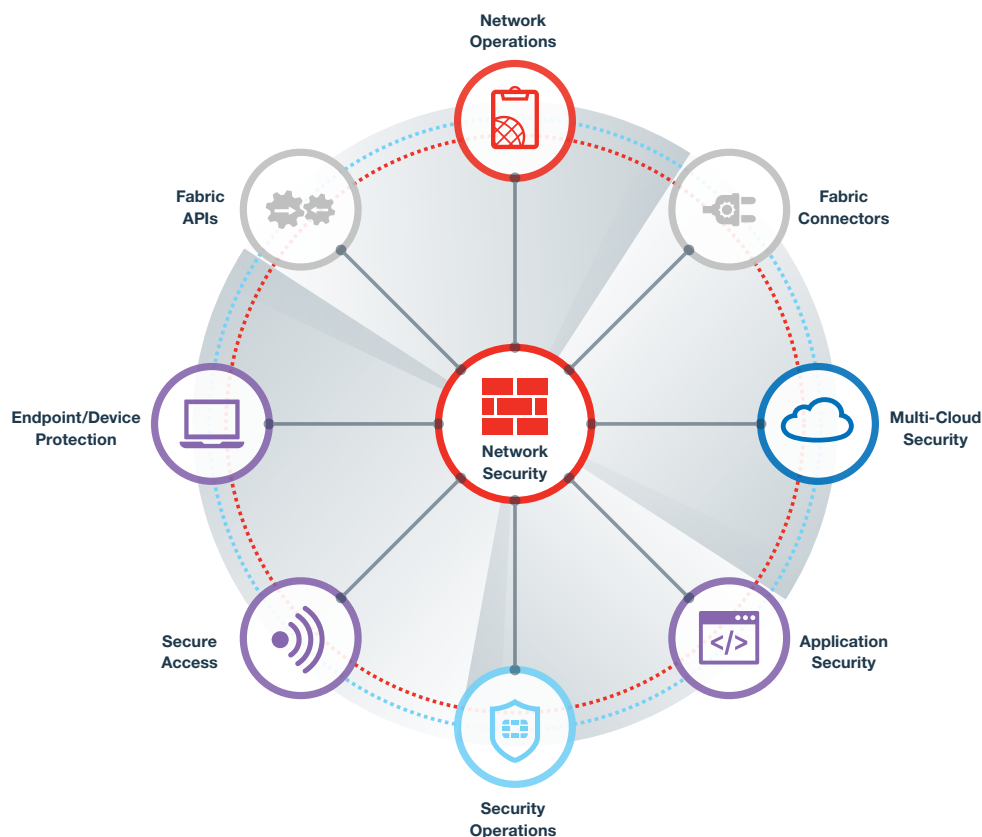 Network
Operations
Fabric
APIs
Fabric
Connectors
Endpoint/Device
Protection
Network
Security
Multi-Cloud
Security
Secure
Access
</>
Application
Security
Security
Operations